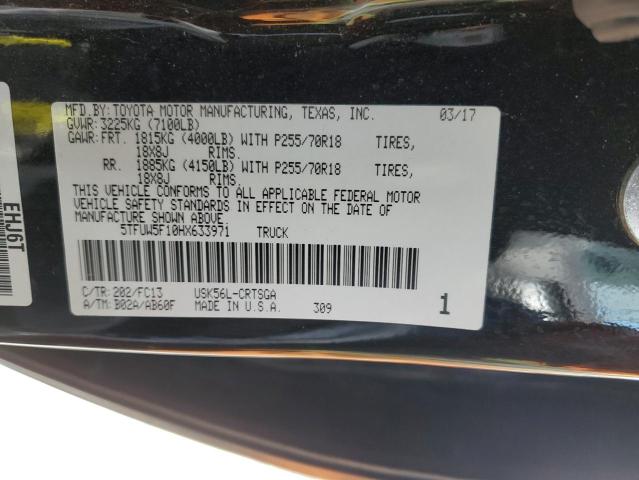 MFD.BY:TOYOTA MOTOR MANUFACTURING, TEXAS, INC. 03/17
GVWR:3225KG (7100LB)
GAWR:FRT. 1815KG (4000LB) WITH P255/70R18 TIRES,
18X8J RIMS.
RR. 1885KG (4150LB) WITH P255/70R18 TIRES,
18X8J RIMS.
THIS VEHICLE CONFORMS TO ALL APPLICABLE FEDERAL MOTOR
VEHICLE SAFETY STANDARDS IN EFFECT ON THE DATE OF
MANUFACTURE SHOWN ABOVE.
5TFUW5F10HX633971 TRUCK
C/TR:202/FC13 USK56L-CRTSGA
A/TM:B02A/AB60F MADE IN U.S.A. 309 1
EHJ6T